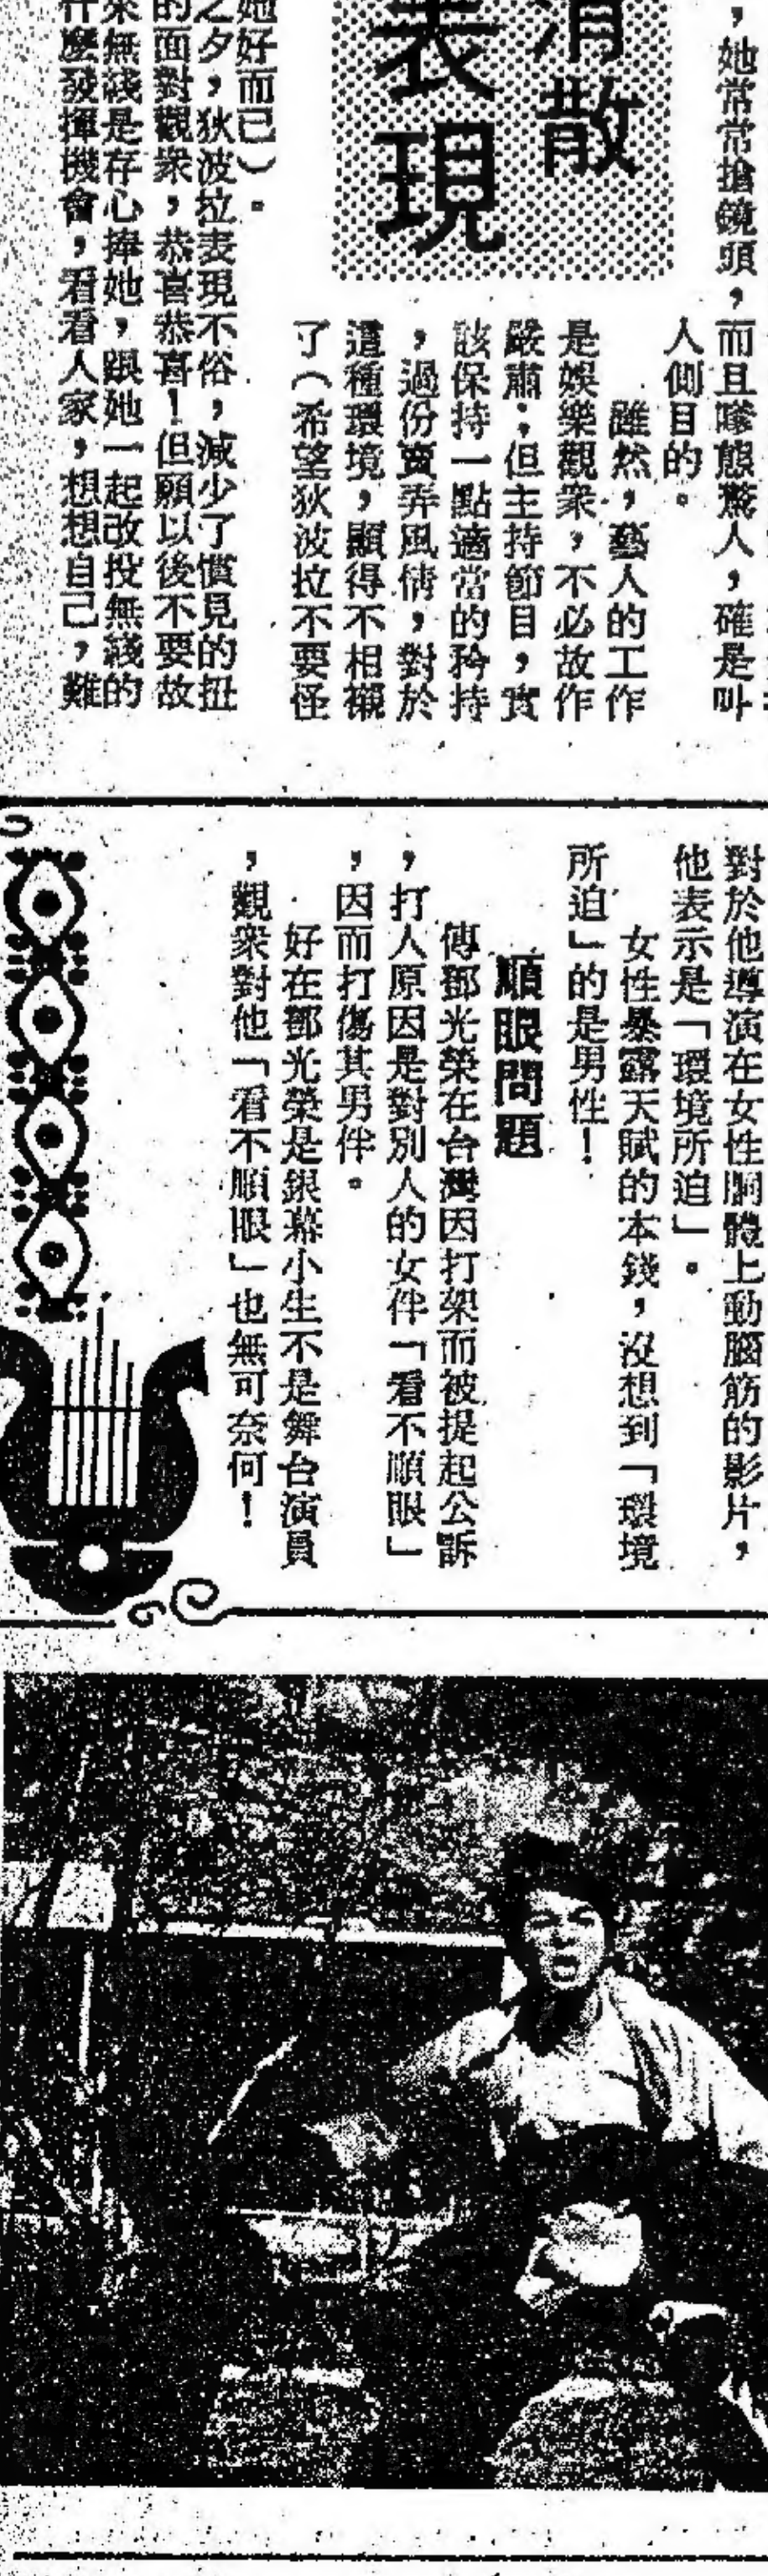 消散
表現
，她常常搶鏡頭，而且嗲態驚人，確是叫
人側目的。
雖然，藝人的工作
是娛樂觀衆，不必故作
嚴肅；但主持節目，實
該保持一點適當的矜持
，過份賣弄風情，對於
這種環境，顯得不相襯
了（希望狄波拉不要怪
她好而已）。
之夕，狄波拉表現不俗，減少了慣見的扭
的面對觀衆，恭喜恭喜！但願以後不要故
來無綫是存心捧她，跟她一起改投無綫的
什麼發揮機會，看看人家，想想自己，難
對於他導演在女性胴體上動腦筋的影片，
他表示是「環境所迫」。
女性暴露天賦的本錢，沒想到「環境
所迫」的是男性！
順眼問題
傳鄧光榮在台灣因打架而被提起公訴
，打人原因是對別人的女件「看不順眼」
，因而打傷其男伴。
好在鄧光榮是銀幕小生不是舞台演員
，觀衆對他「看不順眼」也無可奈何！